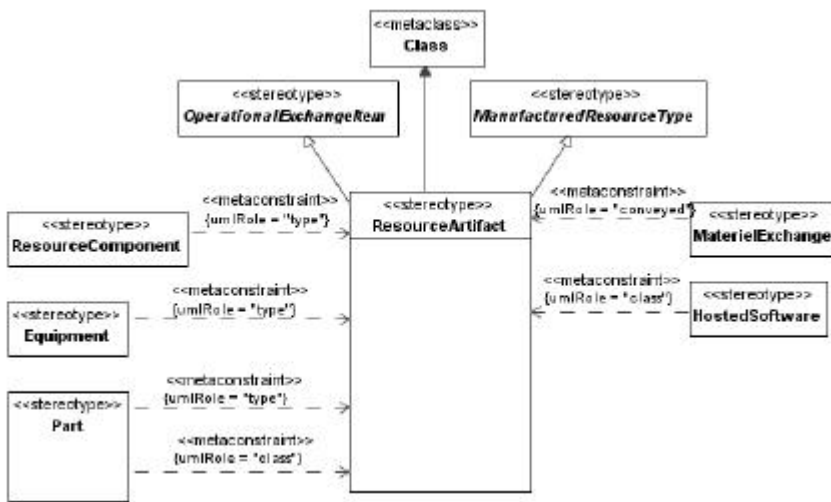 <<metaclass>>
Class
<<stereotype>>
OperationalExchangeItem
<<stereotype>>
ManufacturedResourceType
<<stereotype>>
ResourceArtifact
<<metaconstraint>>
{umlRole = "type"}
<<stereotype>>
ResourceComponent
<<metaconstraint>>
{umlRole = "conveyed"}
<<stereotype>>
MaterielExchange
<<metaconstraint>>
{umlRole = "type"}
<<stereotype>>
Equipment
<<metaconstraint>>
{umlRole = "class"}
<<stereotype>>
HostedSoftware
<<metaconstraint>>
{umlRole = "type"}
<<stereotype>>
Part
<<metaconstraint>>
{umlRole = "class")